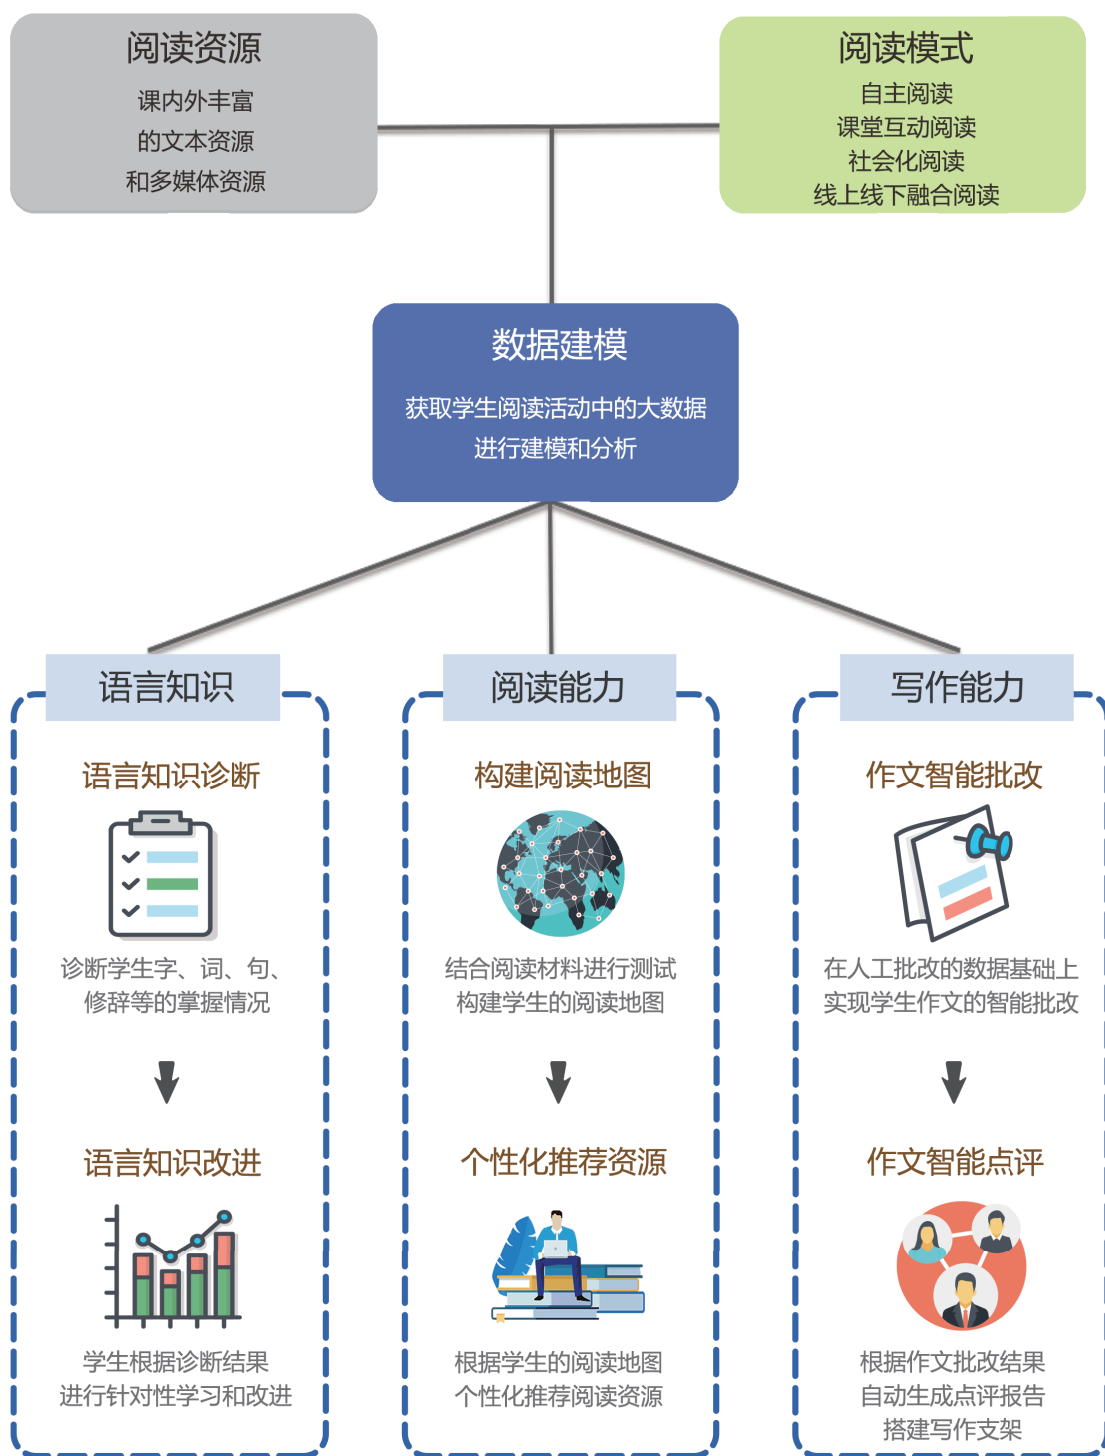 阅读资源
课内外丰富
的文本资源
和多媒体资源
阅读模式
自主阅读
课堂互动阅读
社会化阅读
线上线下融合阅读
数据建模
获取学生阅读活动中的大数据
进行建模和分析
语言知识
语言知识诊断
诊断学生字、词、句、
修辞等的掌握情况
语言知识改进
学生根据诊断结果
进行针对性学习和改进
阅读能力
构建阅读地图
结合阅读材料进行测试
构建学生的阅读地图
个性化推荐资源
根据学生的阅读地图
个性化推荐阅读资源
写作能力
作文智能批改
在人工批改的数据基础上
实现学生作文的智能批改
作文智能点评
根据作文批改结果
自动生成点评报告
搭建写作支架